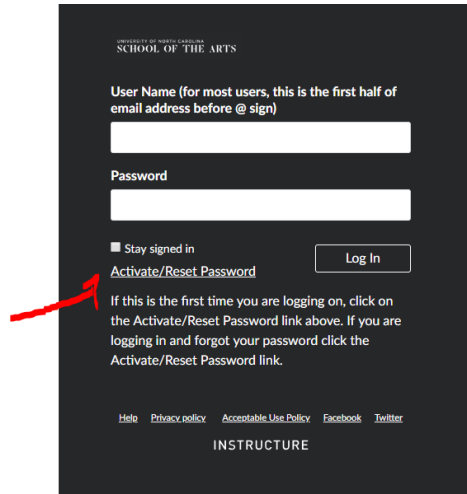 UNIVERSITY OF NORTH CAROLINA
SCHOOL OF THE ARTS
User Name (for most users, this is the first half of
email address before @ sign)
Password
Stay signed in
Log In
Activate/Reset Password
If this is the first time you are logging on, click on
the Activate/Reset Password link above. If you are
logging in and forgot your password click the
Activate/Reset Password link.
Help Privacy policy Acceptable Use Policy Facebook Twitter
INSTRUCTURE